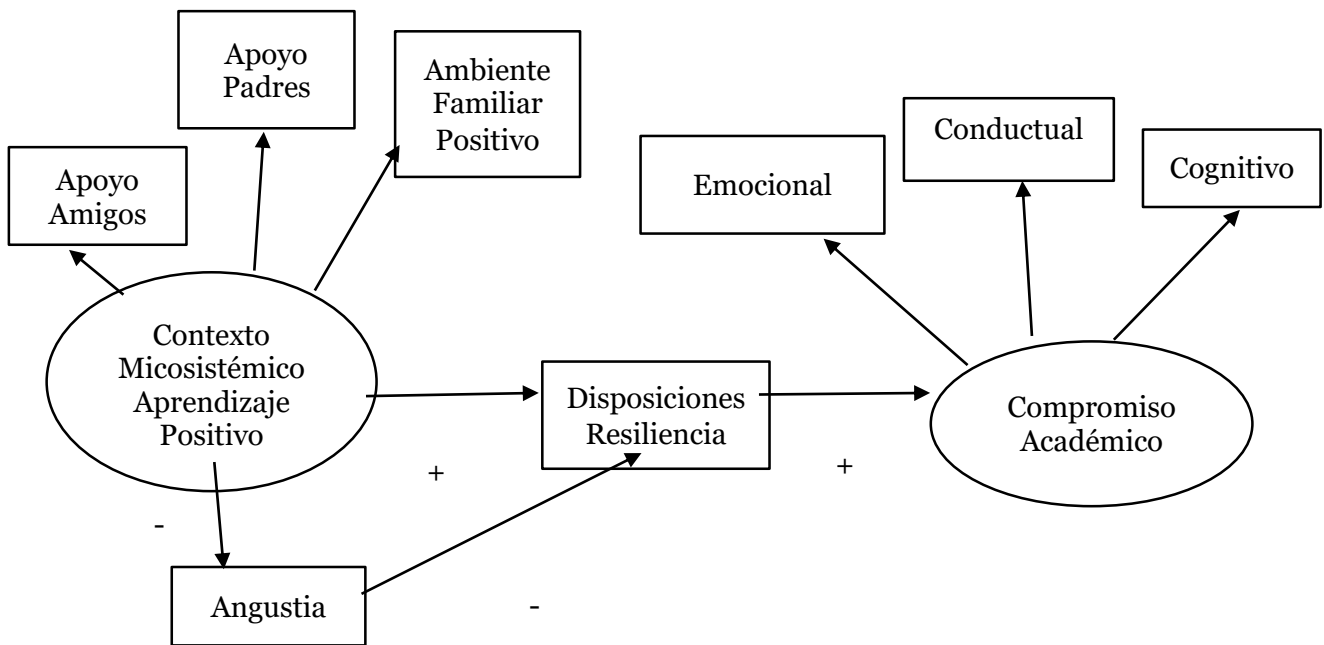 Apoyo
Padres
Ambiente
Familiar
Positivo
Apoyo
Amigos
Emocional
Conductual
Cognitivo
Contexto
Micosistémico
Aprendizaje
Positivo
Disposiciones
Resiliencia
Compromiso
Académico
+
+
-
Angustia
-